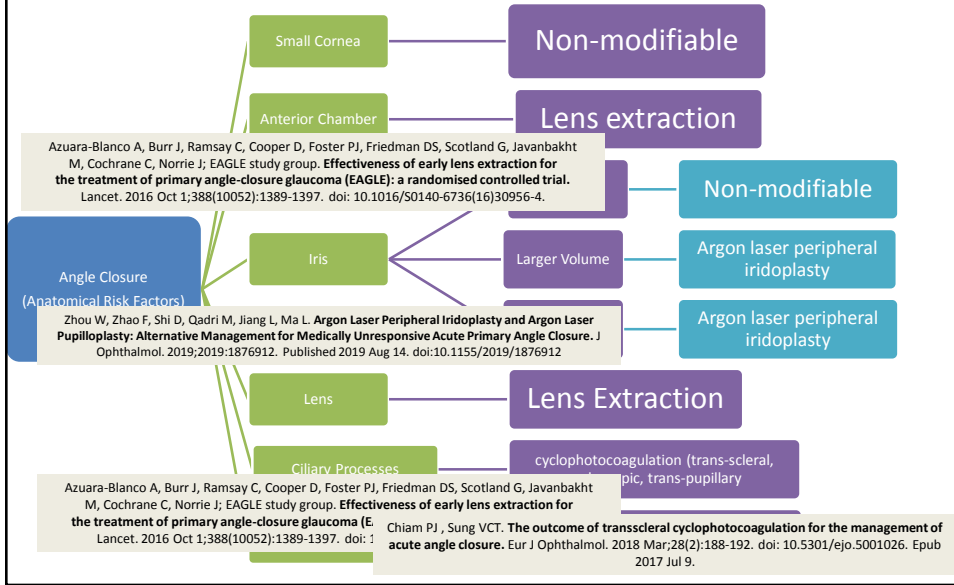 Small Cornea
Non-modifiable
Anterior Chamber
Lens extraction
Azuara-Blanco A, Burr J, Ramsay C, Cooper D, Foster PJ, Friedman DS, Scotland G, Javanbakht
M, Cochrane C, Norrie J; EAGLE study group. Effectiveness of early lens extraction for
the treatment of primary angle-closure glaucoma (EAGLE): a randomised controlled trial.
Lancet. 2016 Oct 1;388(10052):1389-1397. doi: 10.1016/S0140-6736(16)30956-4.
Non-modifiable
Angle Closure
(Anatomical Risk Factors)
Iris
Larger Volume
Argon laser peripheral
iridoplasty
Zhou W, Zhao F, Shi D, Qadri M, Jiang L, Ma L. Argon Laser Peripheral Iridoplasty and Argon Laser
Pupilloplasty: Alternative Management for Medically Unresponsive Acute Primary Angle Closure. J
Ophthalmol. 2019;2019:1876912. Published 2019 Aug 14. doi:10.1155/2019/1876912
Argon laser peripheral
iridoplasty
Lens
Lens Extraction
Ciliary Processes
cyclophotocoagulation (trans-scleral,
trans-pupillary
Azuara-Blanco A, Burr J, Ramsay C, Cooper D, Foster PJ, Friedman DS, Scotland G, Javanbakht
M, Cochrane C, Norrie J; EAGLE study group. Effectiveness of early lens extraction for
the treatment of primary angle-closure glaucoma
Lancet. 2016 Oct 1;388(10052):1389-1397. doi:
Chiam PJ , Sung VCT. The outcome of transscleral cyclophotocoagulation for the management of
acute angle closure. Eur J Ophthalmol. 2018 Mar;28(2):188-192. doi: 10.5301/ejo.5001026. Epub
2017 Jul 9.